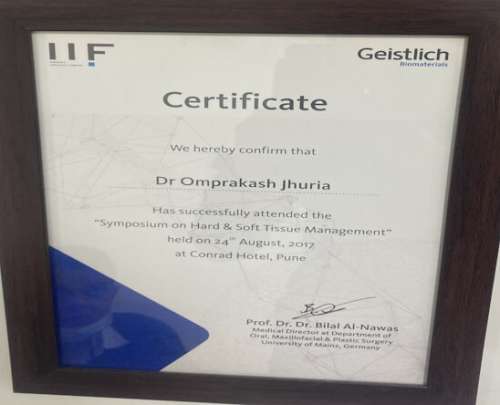 IIF
Geistlich
Biomaterials
Certificate
We hereby confirm that
Dr Omprakash Jhuria
Has successfully attended the
"Symposium on Hard & Soft Tissue Management"
held on 24th August, 2017
at Conrad Hotel, Pune
Prof. Dr. Dr. Bilal Al-Nawas
Medical Director at Department of
Oral, Maxillofacial & Plastic Surgery
University of Mainz, Germany